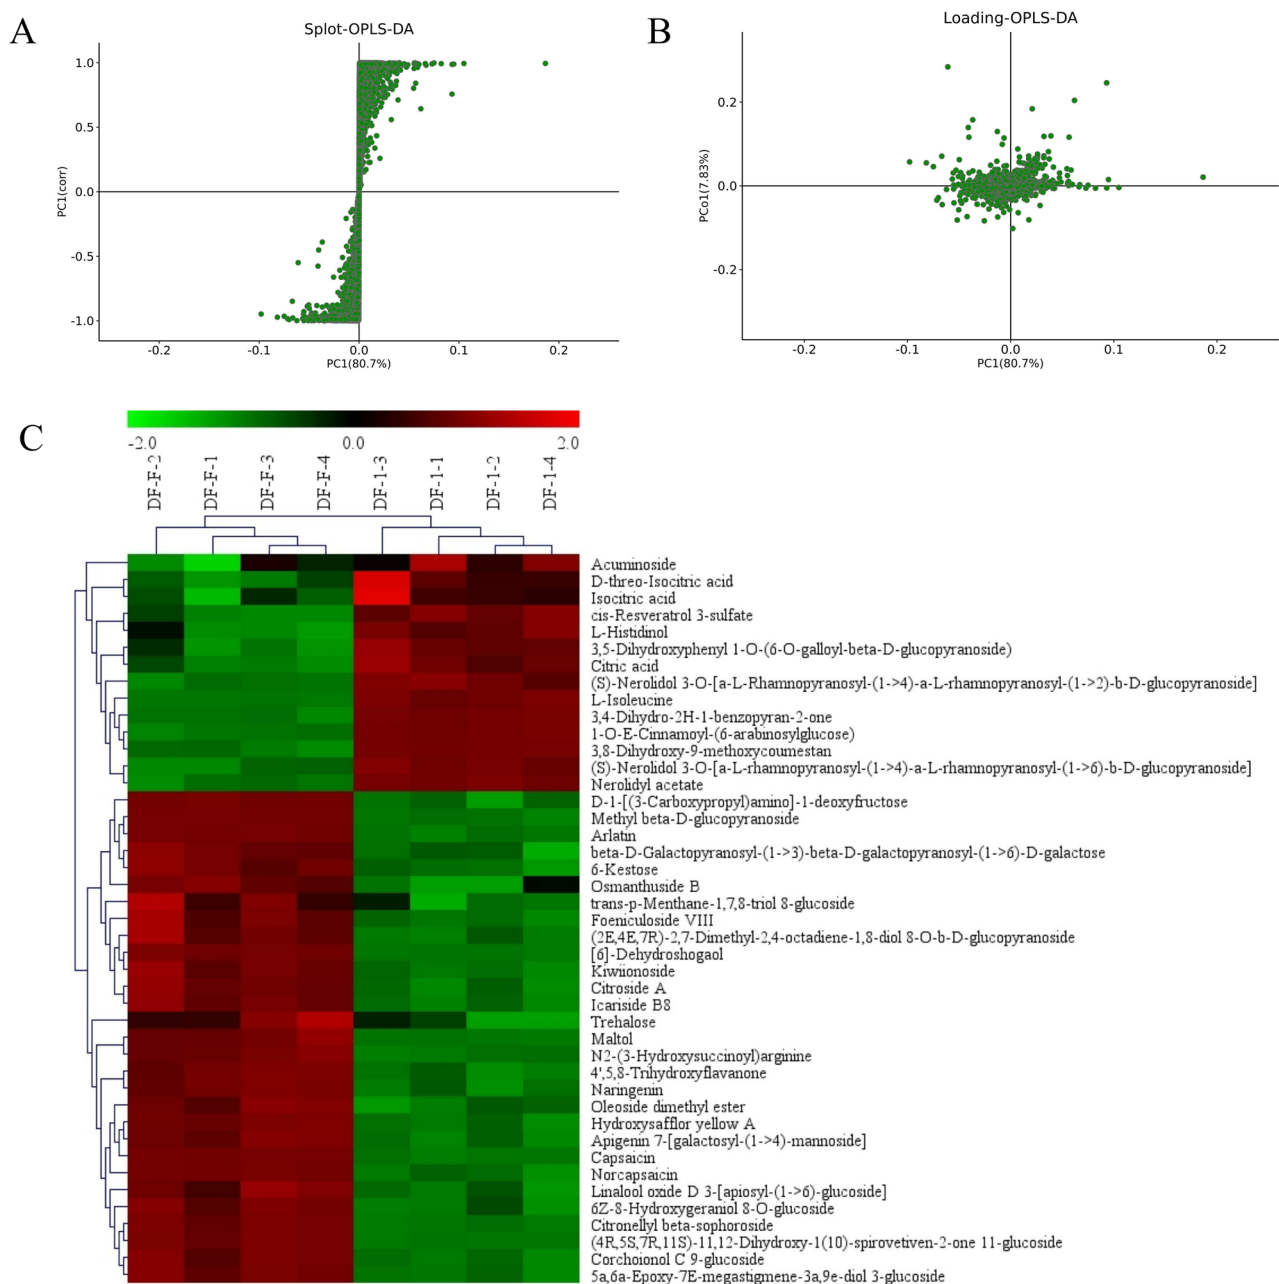 A
Splot-OPLS-DA
1.0
0.5
0.0
-0.5
-1.0
PC1(corr)
-0.2
-0.1
0.0
0.1
0.2
PC1(80.7%)
B
Loading-OPLS-DA
0.2
0.0
-0.2
PCo1(7.83%)
-0.2
-0.1
0.0
0.1
0.2
PC1(80.7%)
C
-2.0
0.0
2.0
DF-F-2
DF-F-1
DF-F-3
DF-F-4
DF-1-3
DF-1-1
DF-1-2
DF-1-4
Acuminoside
D-threo-Isocitric acid
Isocitric acid
cis-Resveratrol 3-sulfate
L-Histidinol
3,5-Dihydroxyphenyl 1-O-(6-O-galloyl-beta-D-glucopyranoside)
Citric acid
(S)-Nerolidol 3-O-[a-L-Rhamnopyranosyl-(1->4)-a-L-rhamnopyranosyl-(1->2)-b-D-glucopyranoside]
L-Isoleucine
3,4-Dihydro-2H-1-benzopyran-2-one
1-O-E-Cinnamoyl-(6-arabinosylglucose)
3,8-Dihydroxy-9-methoxycoumestan
(S)-Nerolidol 3-O-[a-L-rhamnopyranosyl-(1->4)-a-L-rhamnopyranosyl-(1->6)-b-D-glucopyranoside]
Nerolidyl acetate
D-1-[(3-Carboxypropyl)amino]-1-deoxyfructose
Methyl beta-D-glucopyranoside
Arlatin
beta-D-Galactopyranosyl-(1->3)-beta-D-galactopyranosyl-(1->6)-D-galactose
6-Kestose
Osmanthuside B
trans-p-Menthane-1,7,8-triol 8-glucoside
Foeniculoside VIII
(2E,4E,7R)-2,7-Dimethyl-2,4-octadiene-1,8-diol 8-O-b-D-glucopyranoside
[6]-Dehydroshogaol
Kiwiionoside
Citroside A
Icariside B8
Trehalose
Maltol
N2-(3-Hydroxysuccinoyl)arginine
4',5,8-Trihydroxyflavanone
Naringenin
Oleoside dimethyl ester
Hydroxysafflor yellow A
Apigenin 7-[galactosyl-(1->4)-mannoside]
Capsaicin
Norcapsaicin
Linalool oxide D 3-[apiosyl-(1->6)-glucoside]
6Z-8-Hydroxygeraniol 8-O-glucoside
Citronellyl beta-sophoroside
(4R,5S,7R,11S)-11,12-Dihydroxy-1(10)-spirovetiven-2-one 11-glucoside
Corchoionol C 9-glucoside
5a,6a-Epoxy-7E-megastigmene-3a,9e-diol 3-glucoside